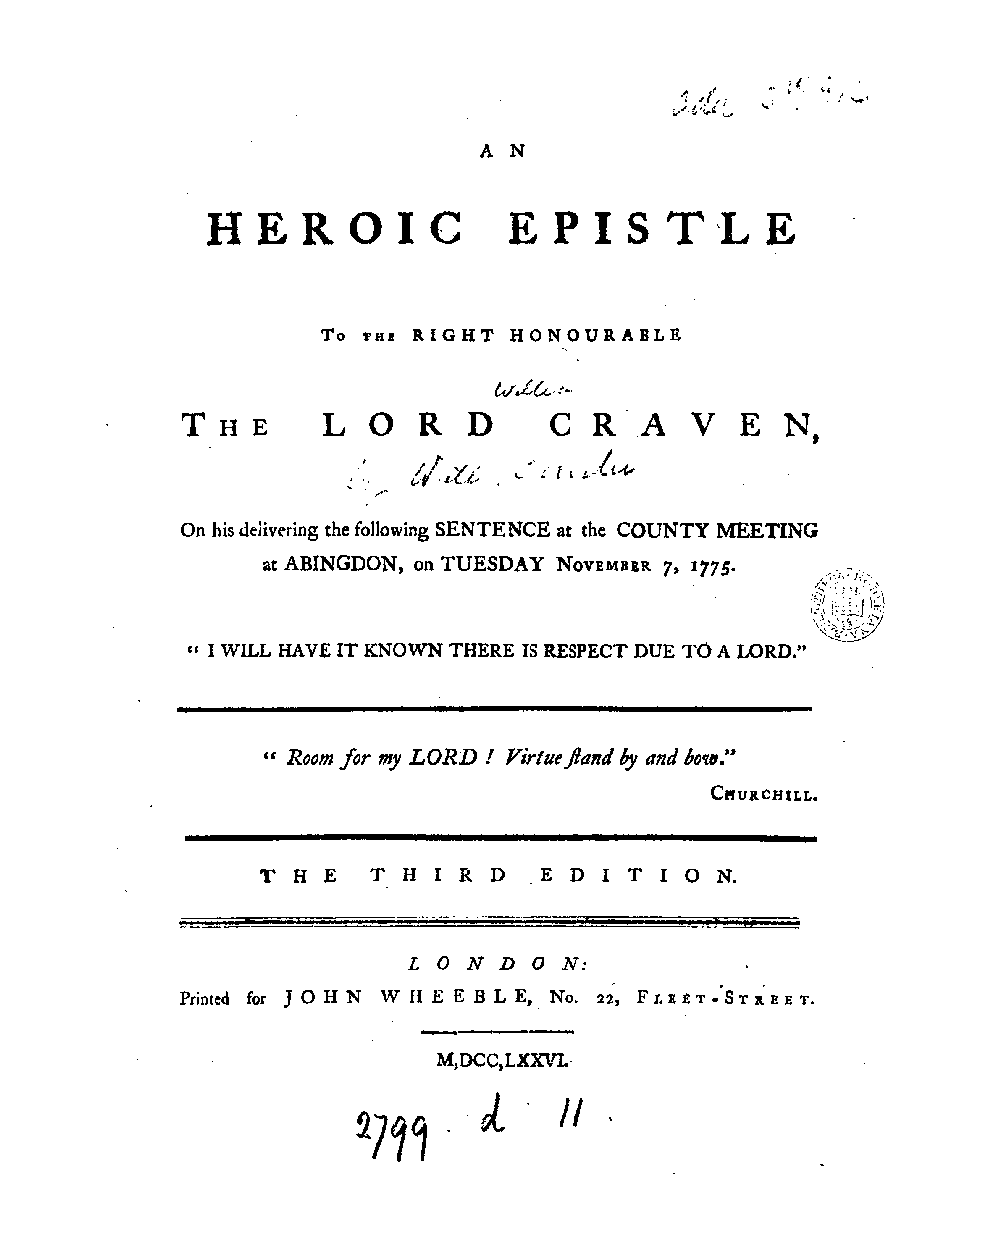 A N
HEROIC EPISTLE
To THE RIGHT HONOURABLE
THE LORD CRAVEN,
by Will
On his delivering the following SENTENCE at the COUNTY MEETING
at ABINGDON, on TUESDAY NOVEMBER 7, 1775.
“ I WILL HAVE IT KNOWN THERE IS RESPECT DUE TO A LORD.”
“ Room for my LORD ! Virtue ſtand by and bow.”
CHURCHILL.
THE THIRD EDITION.
LONDON:
Printed for JOHN WHEEBLE, No. 22, FLEET-STREET.
M,DCC,LXXVI.
2799 . d 11 .